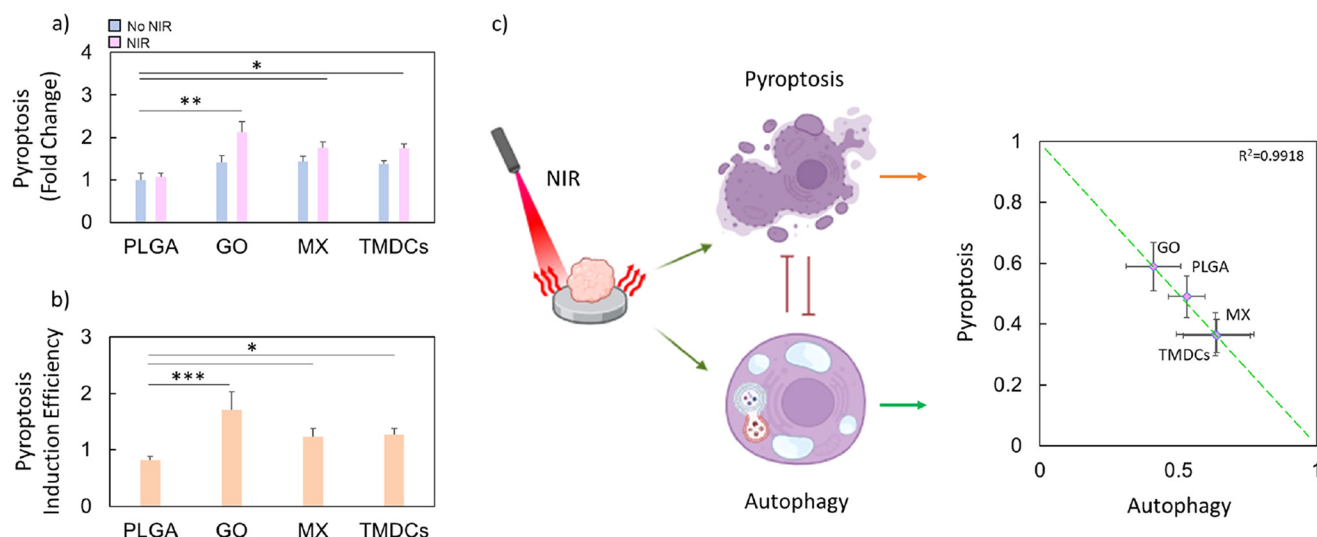 a)
No NIR
NIR
Pyroptosis
(Fold Change)
4
3
2
1
0
*
**
PLGA GO MX TMDCs
b)
Pyroptosis
Induction Efficiency
3
2
1
0
*
***
PLGA GO MX TMDCs
c)
NIR
Pyroptosis
Autophagy
Pyroptosis
1
0.8
0.6
0.4
0.2
0
R²=0.9918
GO
PLGA
MX
TMDCs
0 0.5 1
Autophagy